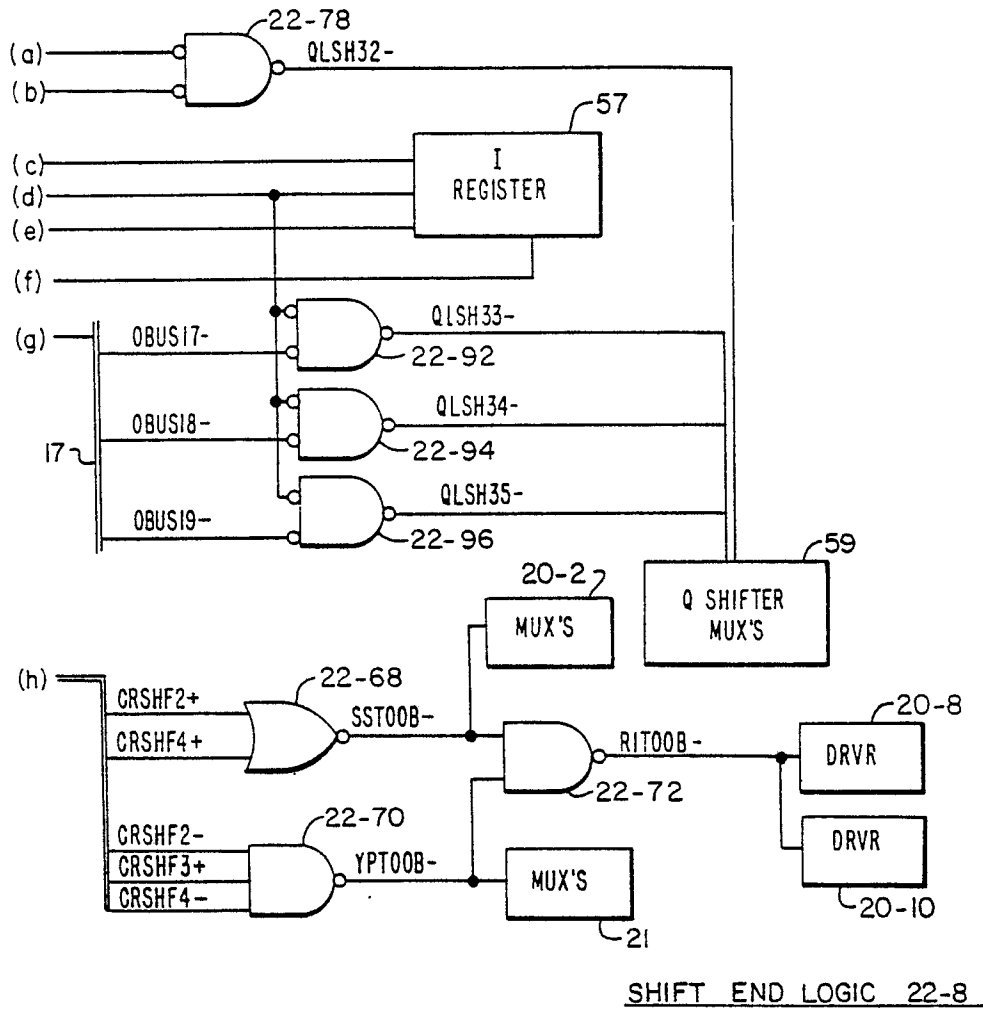 22-78
(a)
QLSH32-
(b)
57
(c)
I
REGISTER
(d)
(e)
(f)
(g)
OBUS17-
QLSH33-
22-92
OBUS18-
QLSH34-
22-94
17
OBUS19-
QLSH35-
22-96
59
Q SHIFTER
MUX'S
20-2
MUX'S
(h)
CRSHF2+
22-68
SST00B-
CRSHF4+
RIT00B-
22-72
20-8
DRVR
22-70
CRSHF2-
CRSHF3+
CRSHF4-
YPT00B-
MUX'S
21
DRVR
20-10
SHIFT END LOGIC 22-8